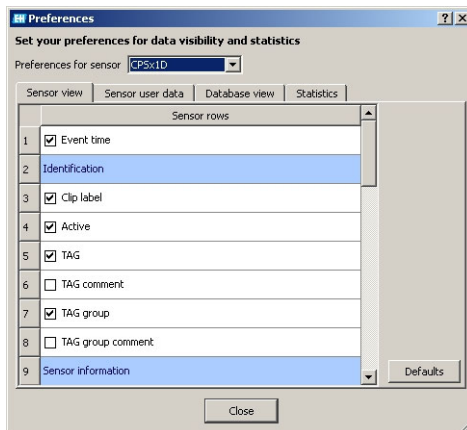 EH Preferences
Set your preferences for data visibility and statistics
Preferences for sensor CPSx1D
Sensor view Sensor user data Database view Statistics
Sensor rows
1 Event time
2 Identification
3 Clip label
4 Active
5 TAG
6 TAG comment
7 TAG group
8 TAG group comment
9 Sensor information
Defaults
Close